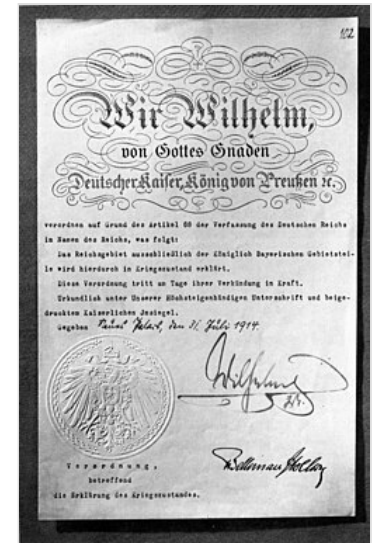 102
Wir Wilhelm,
von Gottes Gnaden
Deutscher Kaiser, König von Preußen ꝛc.
verordnen auf Grund des Artikel 68 der Verfassung des Deutschen Reichs
im Namen des Reichs, was folgt:
Das Reichsgebiet ausschließlich der Königlich Bayerischen Gebietstei-
le wird hierdurch in Kriegszustand erklärt.
Diese Verordnung tritt am Tage ihrer Verbindung in Kraft.
Urkundlich unter Unserer Höchsteigenhändigen Unterschrift und beige-
drucktem Kaiserlichen Insiegel.
Gegeben Palais, den 31. Juli 1914.
Wilhelm
Bethmann Hollweg
Verordnung,
betreffend
die Erklärung des Kriegszustandes.